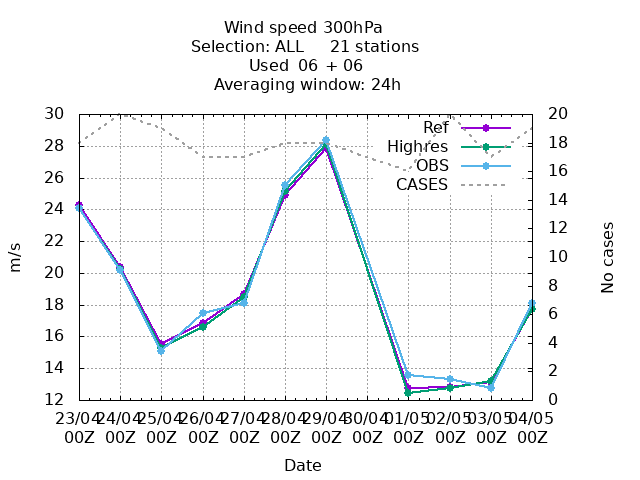 Wind speed 300hPa
Selection: ALL 21 stations
Used 06 + 06
Averaging window: 24h
30 20
28 18
26 16
24 14
22 12
20 10
18 8
16 6
14 4
12 2
0
m/s
No cases
Ref
Highres
OBS
CASES
23/04 24/04 25/04 26/04 27/04 28/04 29/04 30/04 01/05 02/05 03/05 04/05
00Z 00Z 00Z 00Z 00Z 00Z 00Z 00Z 00Z 00Z 00Z 00Z
Date